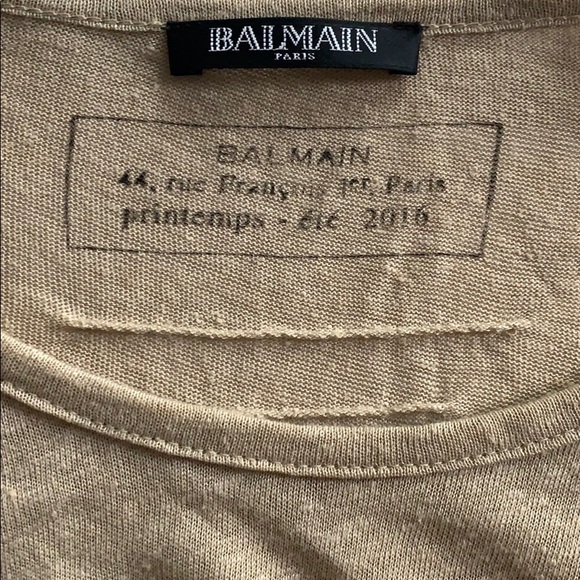 BALMAIN
PARIS
BALMAIN
44, rue François 1er, Paris
printemps - été 2016